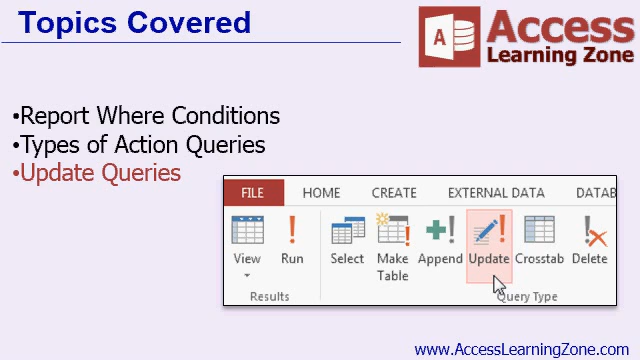 Topics Covered
A
Access
Learning Zone
•Report Where Conditions
•Types of Action Queries
•Update Queries
FILE HOME CREATE EXTERNAL DATA DATAB
View Run Select Make Table Append Update Crosstab Delete
Results Query Type
www.AccessLearningZone.com